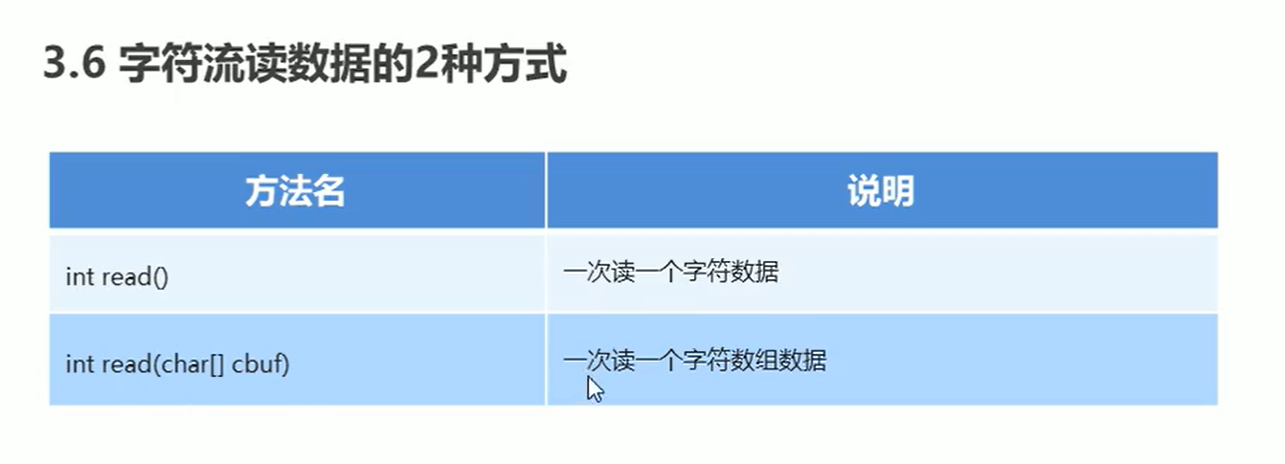 3.6 字符流读数据的2种方式
方法名 说明
int read() 一次读一个字符数据
int read(char[] cbuf) 一次读一个字符数组数据